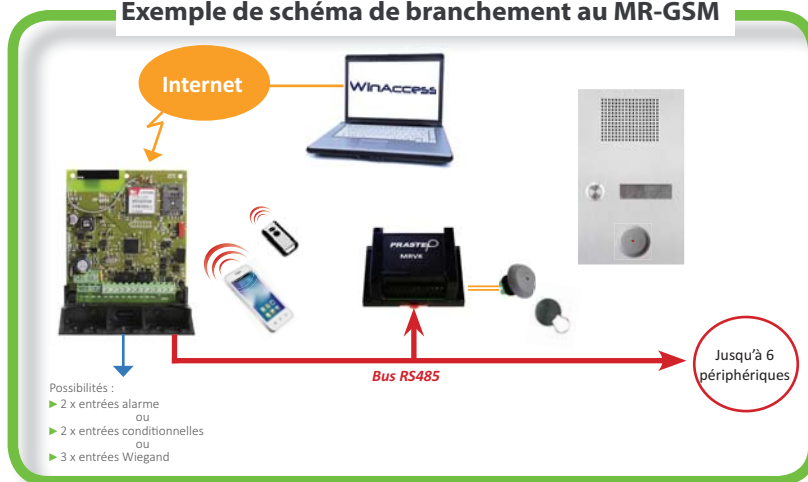 Exemple de schéma de branchement au MR-GSM
Internet
WinAccess
PRASTEL
MRVK
Bus RS485
Jusqu'à 6
périphériques
Possibilités :
► 2 x entrées alarme
ou
► 2 x entrées conditionnelles
ou
► 3 x entrées Wiegand